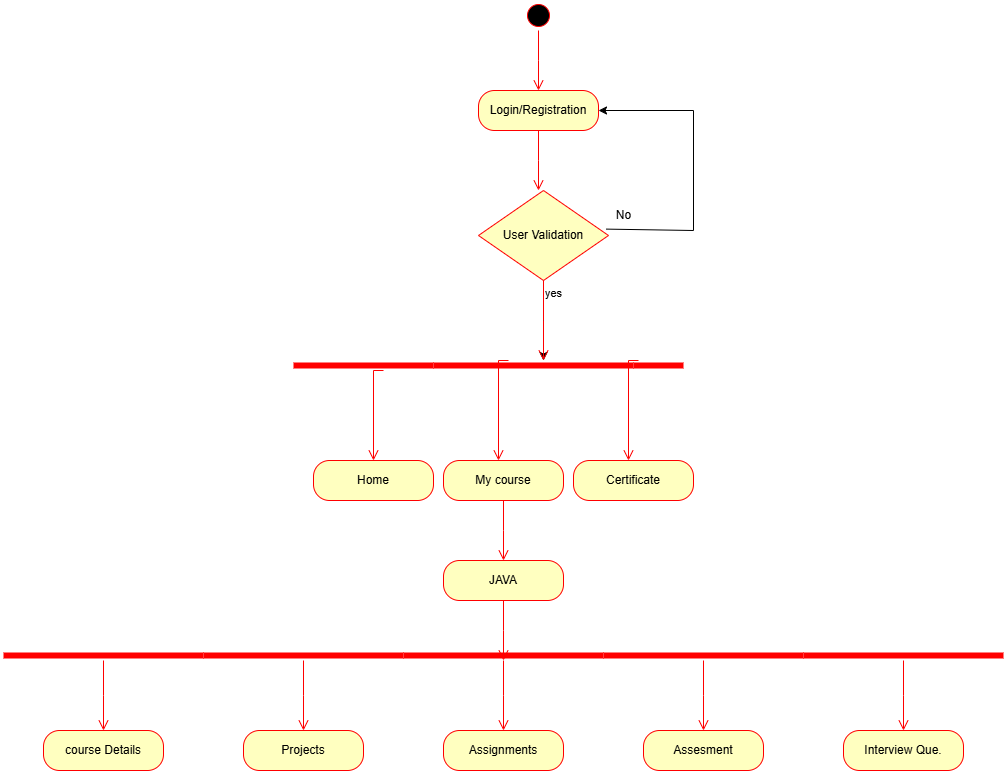 Login/Registration
No
User Validation
yes
Home
My course
Certificate
JAVA
course Details
Projects
Assignments
Assesment
Interview Que.